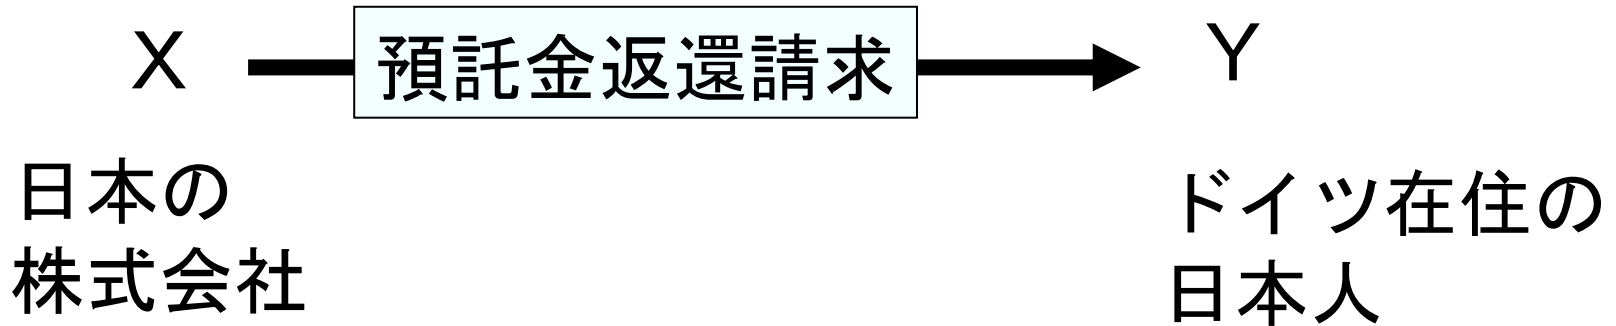 X
預託金返還請求
Y
日本の
株式会社
ドイツ在住の
日本人